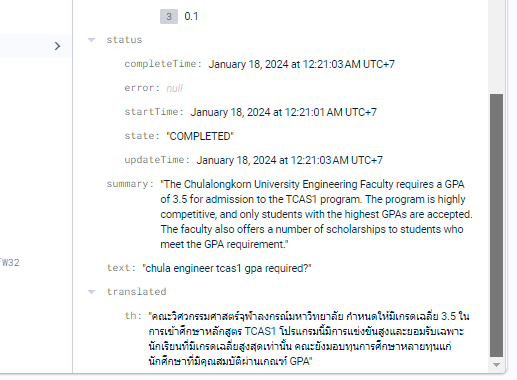 3 0.1
status
completeTime: January 18, 2024 at 12:21:03 AM UTC+7
error: null
startTime: January 18, 2024 at 12:21:01 AM UTC+7
state: "COMPLETED"
updateTime: January 18, 2024 at 12:21:03 AM UTC+7
summary: "The Chulalongkorn University Engineering Faculty requires a GPA
of 3.5 for admission to the TCAS1 program. The program is highly
competitive, and only students with the highest GPAs are accepted.
The faculty also offers a number of scholarships to students who
meet the GPA requirement."
W32
text: "chula engineer tcas1 gpa required?"
translated
th: "คณะวิศวกรรมศาสตร์จุฬาลงกรณ์มหาวิทยาลัย กำหนดให้มีเกรดเฉลี่ย 3.5 ใน
การเข้าศึกษาหลักสูตร TCAS1 โปรแกรมนี้มีการแข่งขันสูงและยอมรับเฉพาะ
นักเรียนที่มีเกรดเฉลี่ยสูงสุดเท่านั้น คณะยังมอบทุนการศึกษาหลายทุนแก่
นักศึกษาที่มีคุณสมบัติผ่านเกณฑ์ GPA"